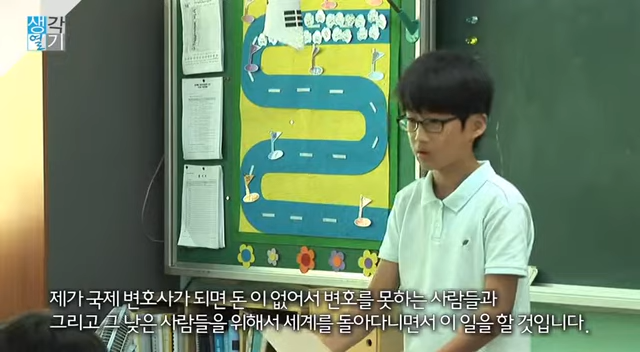 생각
열기
제가 국제 변호사가 되면 돈 이 없어서 변호를 못하는 사람들과
그리고 그 낮은 사람들을 위해서 세계를 돌아다니면서 이 일을 할 것입니다.